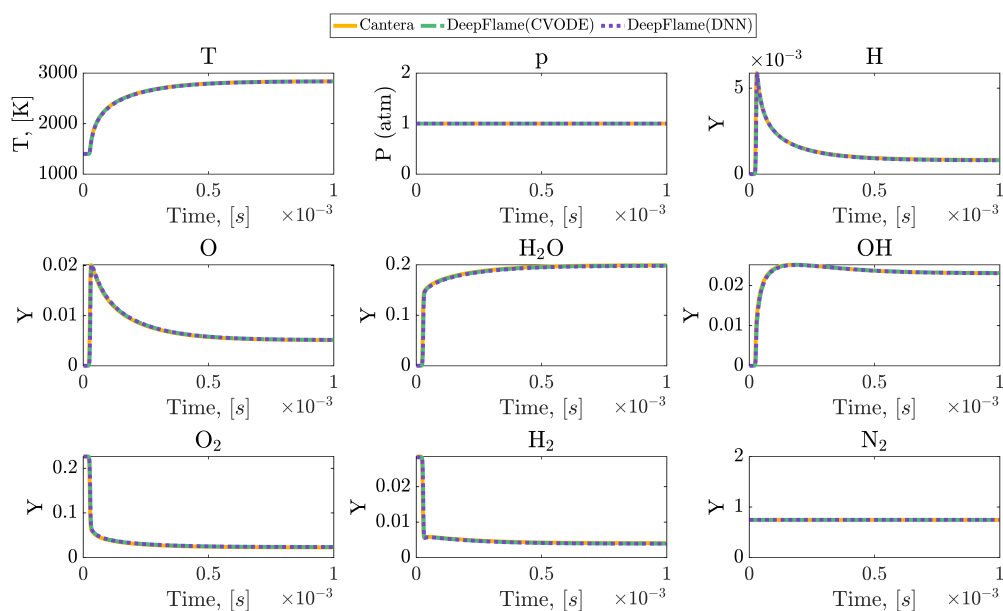 Cantera DeepFlame(CVODE) DeepFlame(DNN)
T
3000
2000
1000
T, [K]
0 0.5 1
Time, [s] ×10⁻³
p
2
1
0
P (atm)
0 0.5 1
Time, [s] ×10⁻³
H
×10⁻³
5
0
Y
0 0.5 1
Time, [s] ×10⁻³
O
0.02
0.01
0
Y
0 0.5 1
Time, [s] ×10⁻³
H₂O
0.2
0.1
0
Y
0 0.5 1
Time, [s] ×10⁻³
OH
0.02
0.01
0
Y
0 0.5 1
Time, [s] ×10⁻³
O₂
0.2
0.1
0
Y
0 0.5 1
Time, [s] ×10⁻³
H₂
0.02
0.01
0
Y
0 0.5 1
Time, [s] ×10⁻³
N₂
2
1
0
Y
0 0.5 1
Time, [s] ×10⁻³